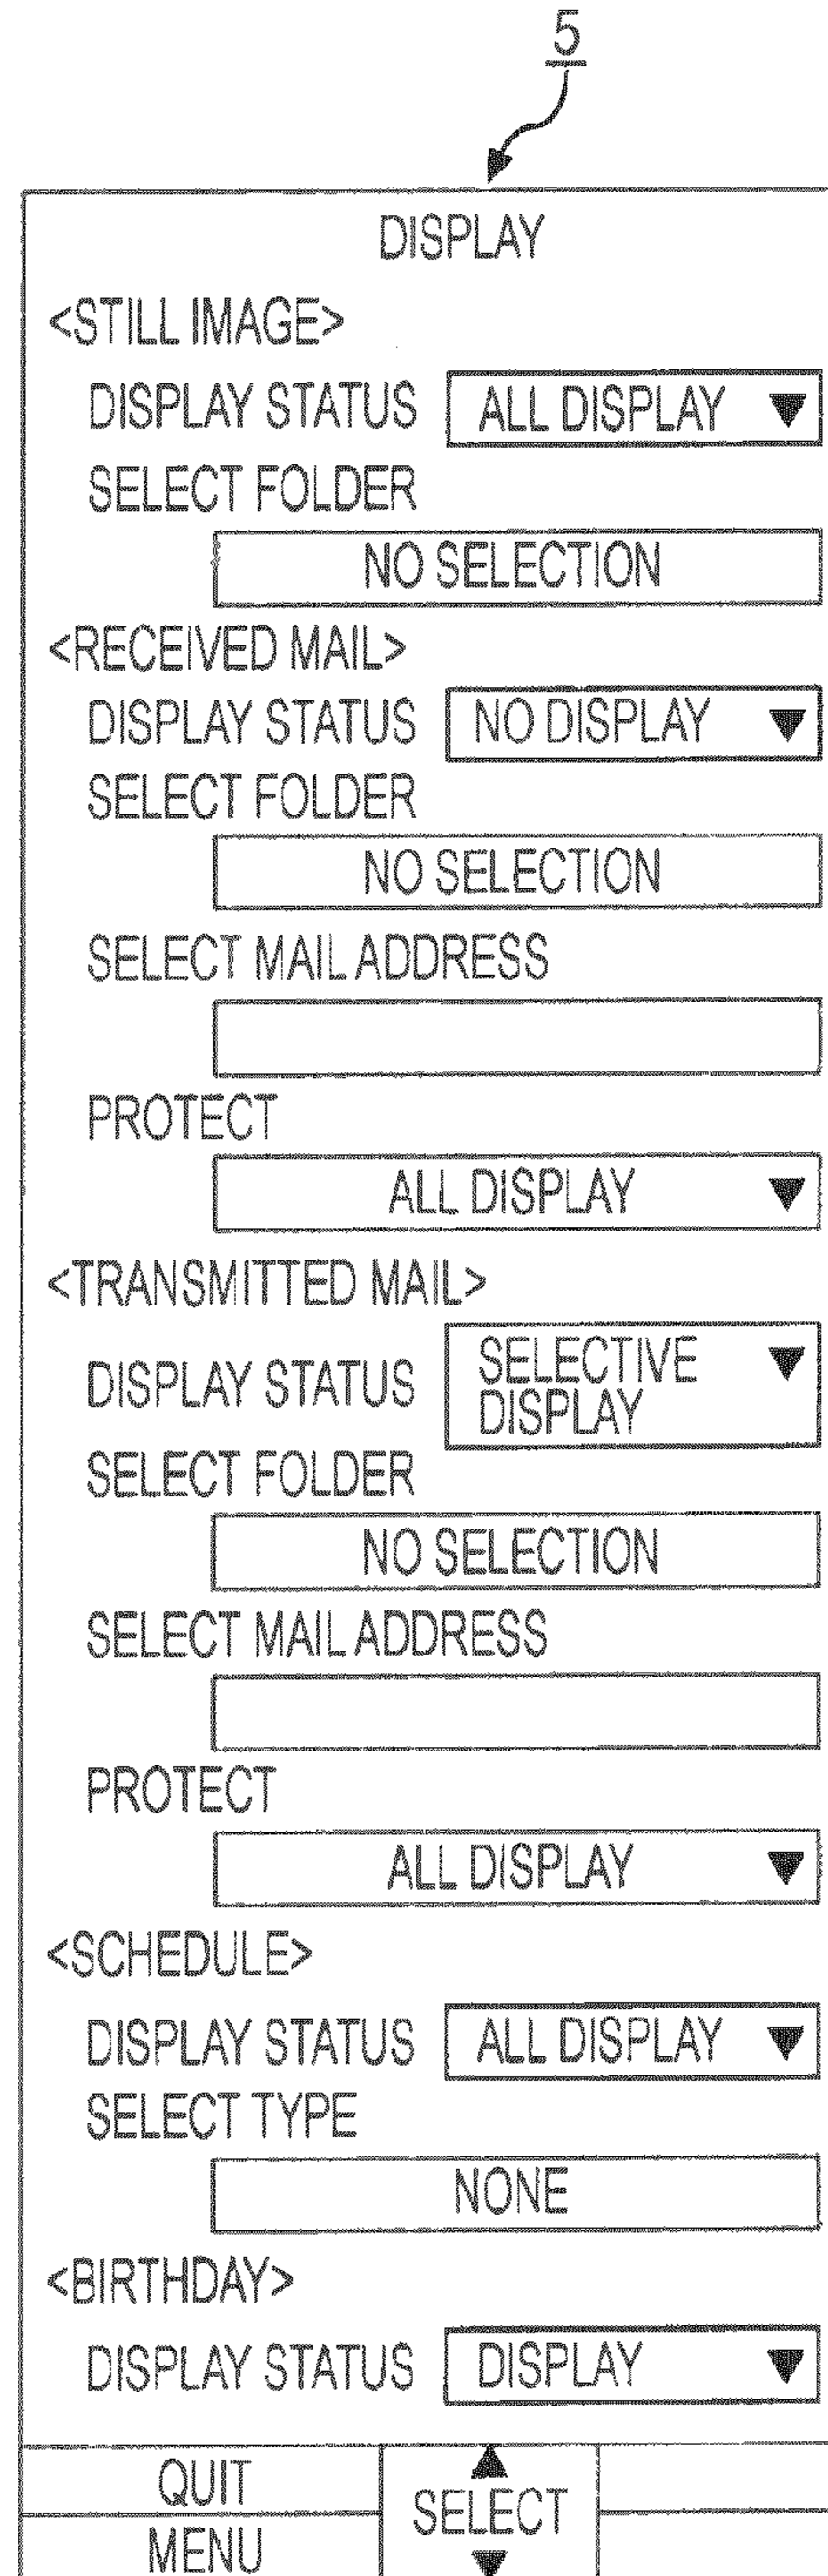 5
DISPLAY
<STILL IMAGE>
DISPLAY STATUS ALL DISPLAY ▼
SELECT FOLDER
NO SELECTION
<RECEIVED MAIL>
DISPLAY STATUS NO DISPLAY ▼
SELECT FOLDER
NO SELECTION
SELECT MAIL ADDRESS
PROTECT
ALL DISPLAY ▼
<TRANSMITTED MAIL>
DISPLAY STATUS SELECTIVE ▼
DISPLAY
SELECT FOLDER
NO SELECTION
SELECT MAIL ADDRESS
PROTECT
ALL DISPLAY ▼
<SCHEDULE>
DISPLAY STATUS ALL DISPLAY ▼
SELECT TYPE
NONE
<BIRTHDAY>
DISPLAY STATUS DISPLAY ▼
QUIT ▲
SELECT
MENU ▼